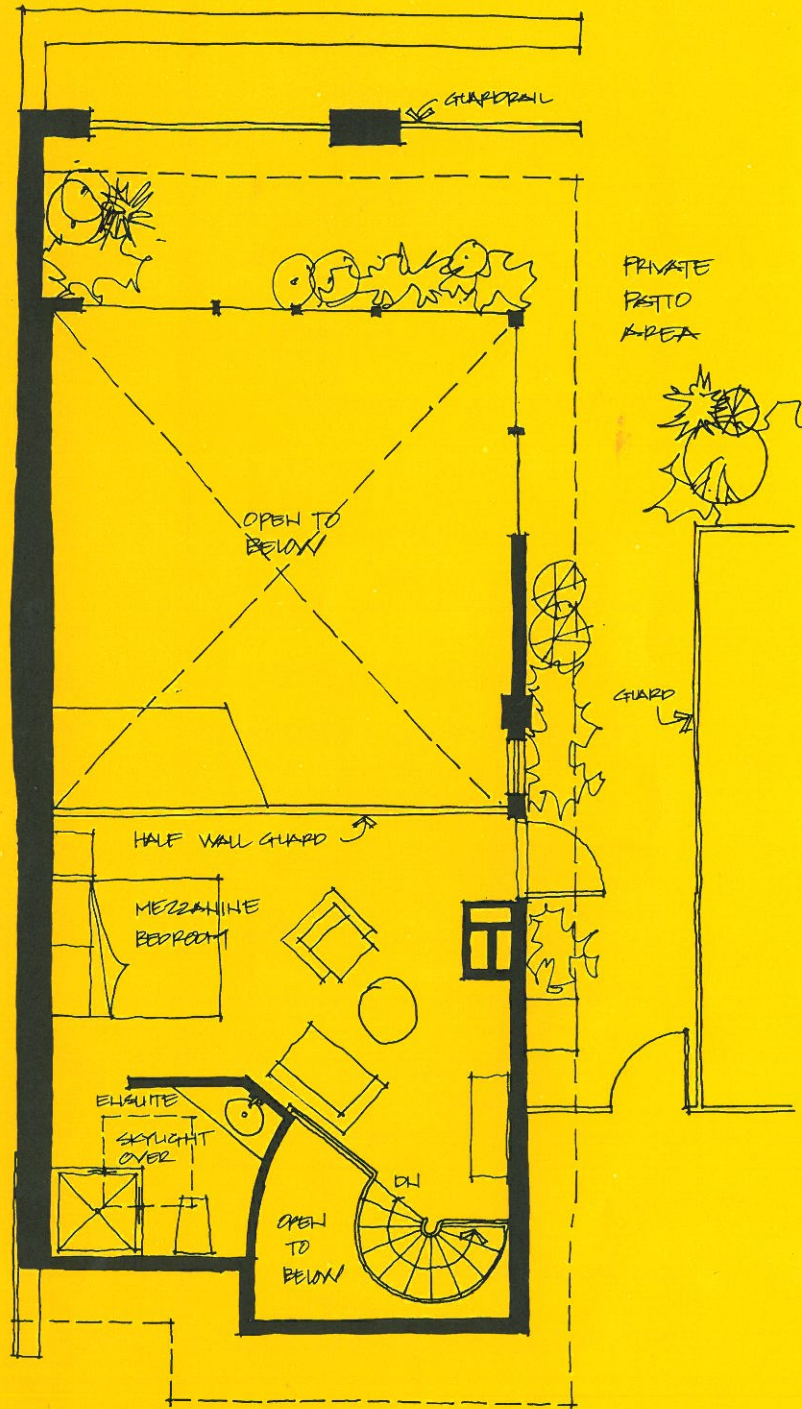 GUARDRAIL
PRIVATE
PATIO
AREA
OPEN TO
BELOW
GUARD
HALF WALL GUARD
MEZZANINE
BEDROOM
ENSUITE
SKYLIGHT
OVER
DN
OPEN
TO
BELOW